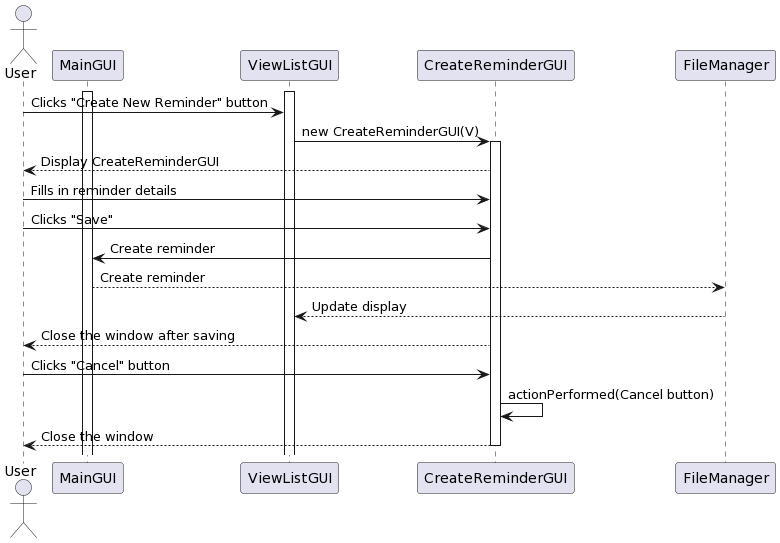 User
MainGUI
ViewListGUI
CreateReminderGUI
FileManager
Clicks "Create New Reminder" button
new CreateReminderGUI(V)
Display CreateReminderGUI
Fills in reminder details
Clicks "Save"
Create reminder
Create reminder
Update display
Close the window after saving
Clicks "Cancel" button
actionPerformed(Cancel button)
Close the window
User
MainGUI
ViewListGUI
CreateReminderGUI
FileManager